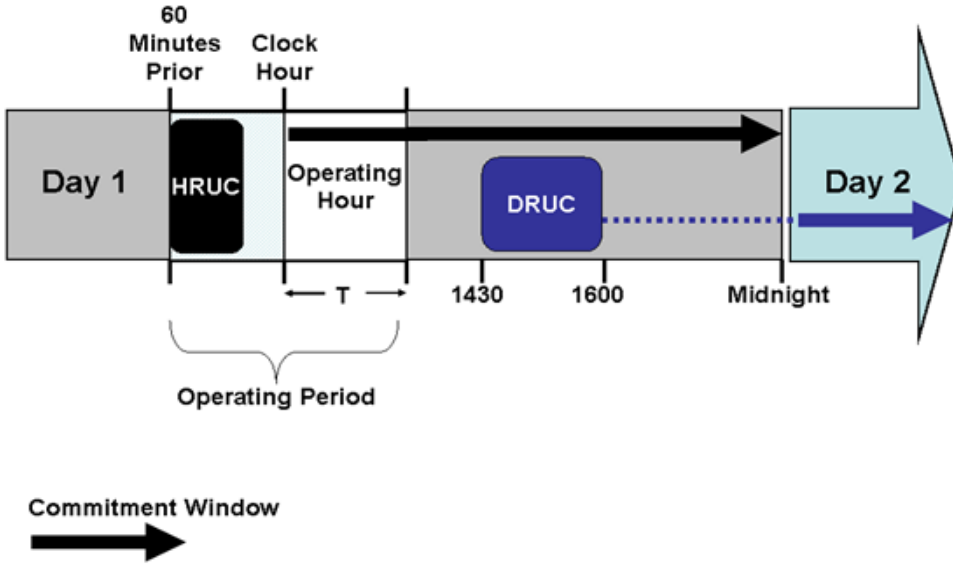 60
Minutes
Prior
Clock
Hour
Day 1
HRUC
Operating
Hour
DRUC
Day 2
T
1430
1600
Midnight
Operating Period
Commitment Window